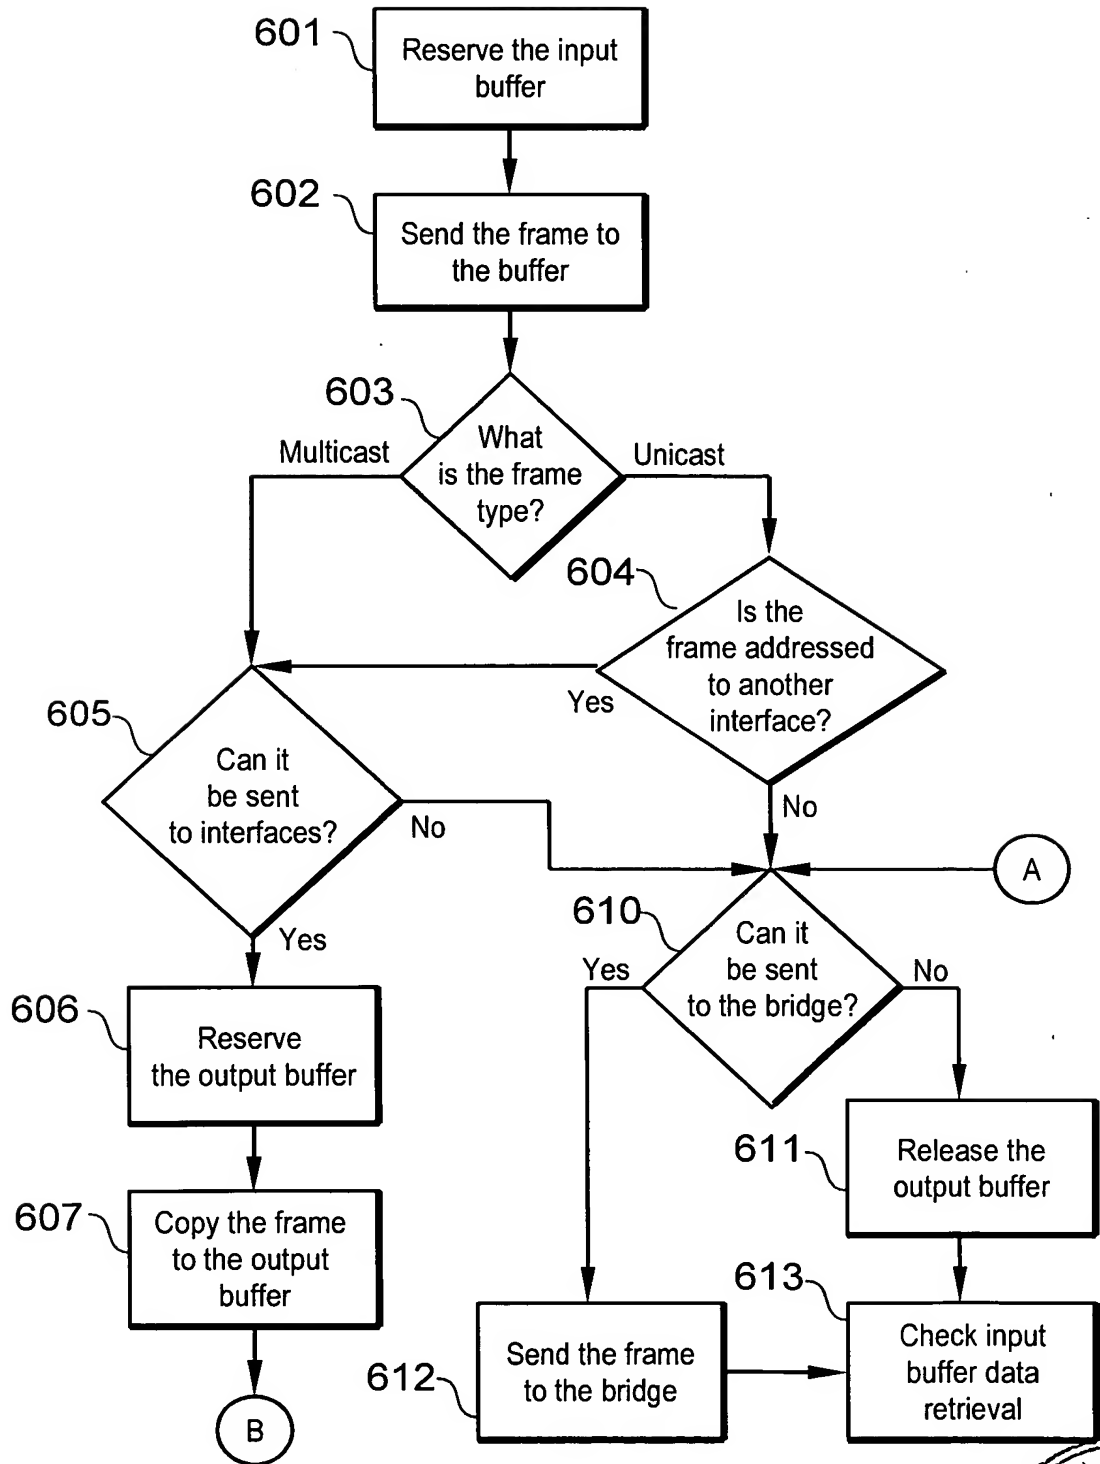 601
Reserve the input
buffer
602
Send the frame to
the buffer
603
What
is the frame
type?
Multicast
Unicast
604
Is the
frame addressed
to another
interface?
Yes
No
605
Can it
be sent
to interfaces?
No
Yes
A
610
Can it
be sent
to the bridge?
Yes
No
606
Reserve
the output buffer
611
Release the
output buffer
607
Copy the frame
to the output
buffer
613
Check input
buffer data
retrieval
612
Send the frame
to the bridge
B